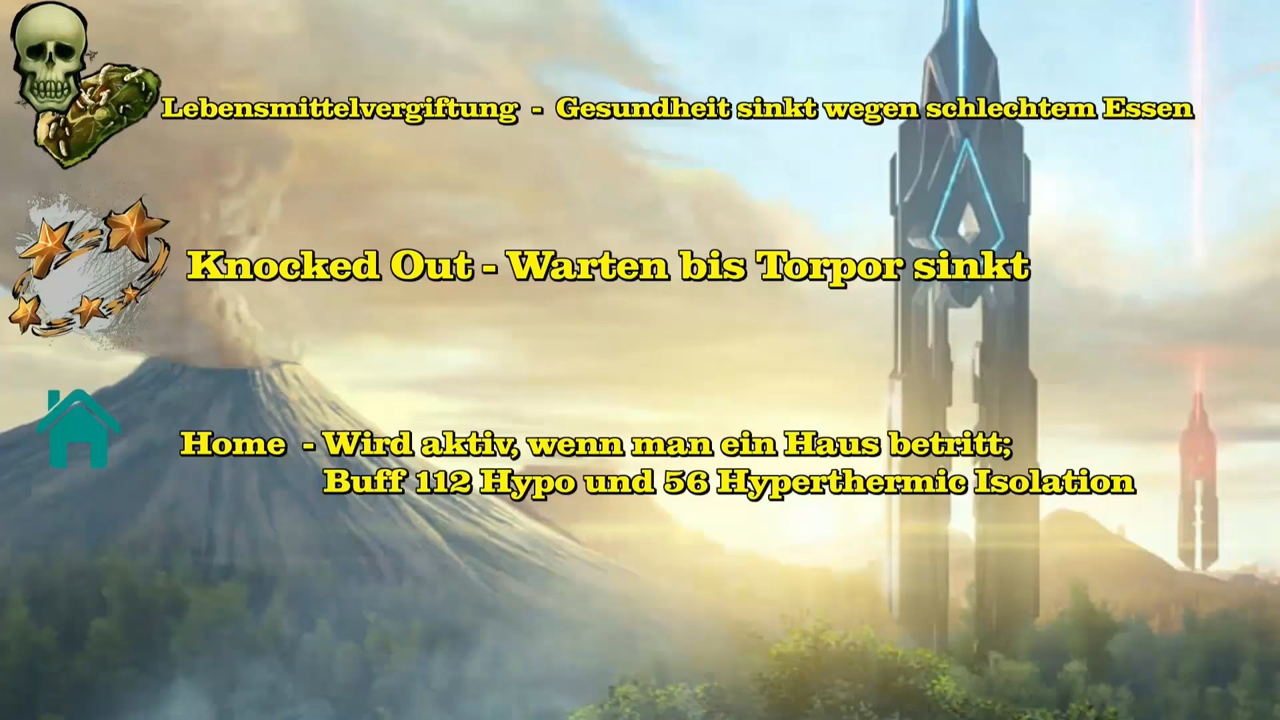 Lebensmittelvergiftung - Gesundheit sinkt wegen schlechtem Essen
Knocked Out - Warten bis Torpor sinkt
Home - Wird aktiv, wenn man ein Haus betritt;
Buff 112 Hypo und 56 Hyperthermic Isolation